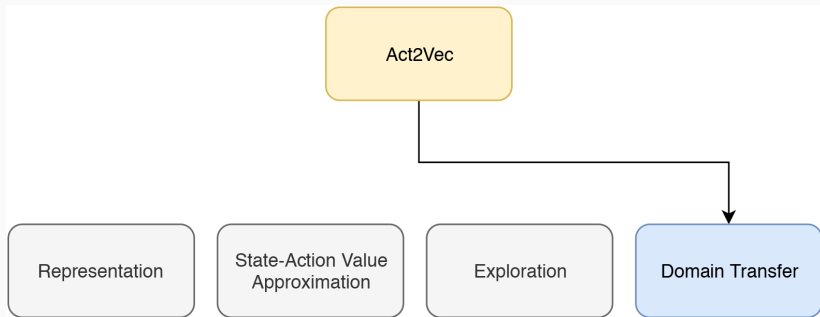 Act2Vec
Representation
State-Action Value
Approximation
Exploration
Domain Transfer